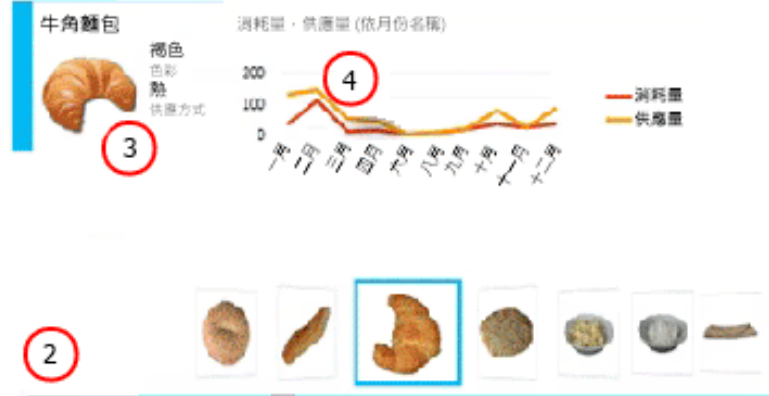 牛角麵包
褐色
色彩
熱
供應方式
3
消耗量，供應量 (依月份名稱)
4
200
100
0
一月
二月
三月
四月
六月
八月
九月
十月
十一月
十二月
消耗量
供應量
2